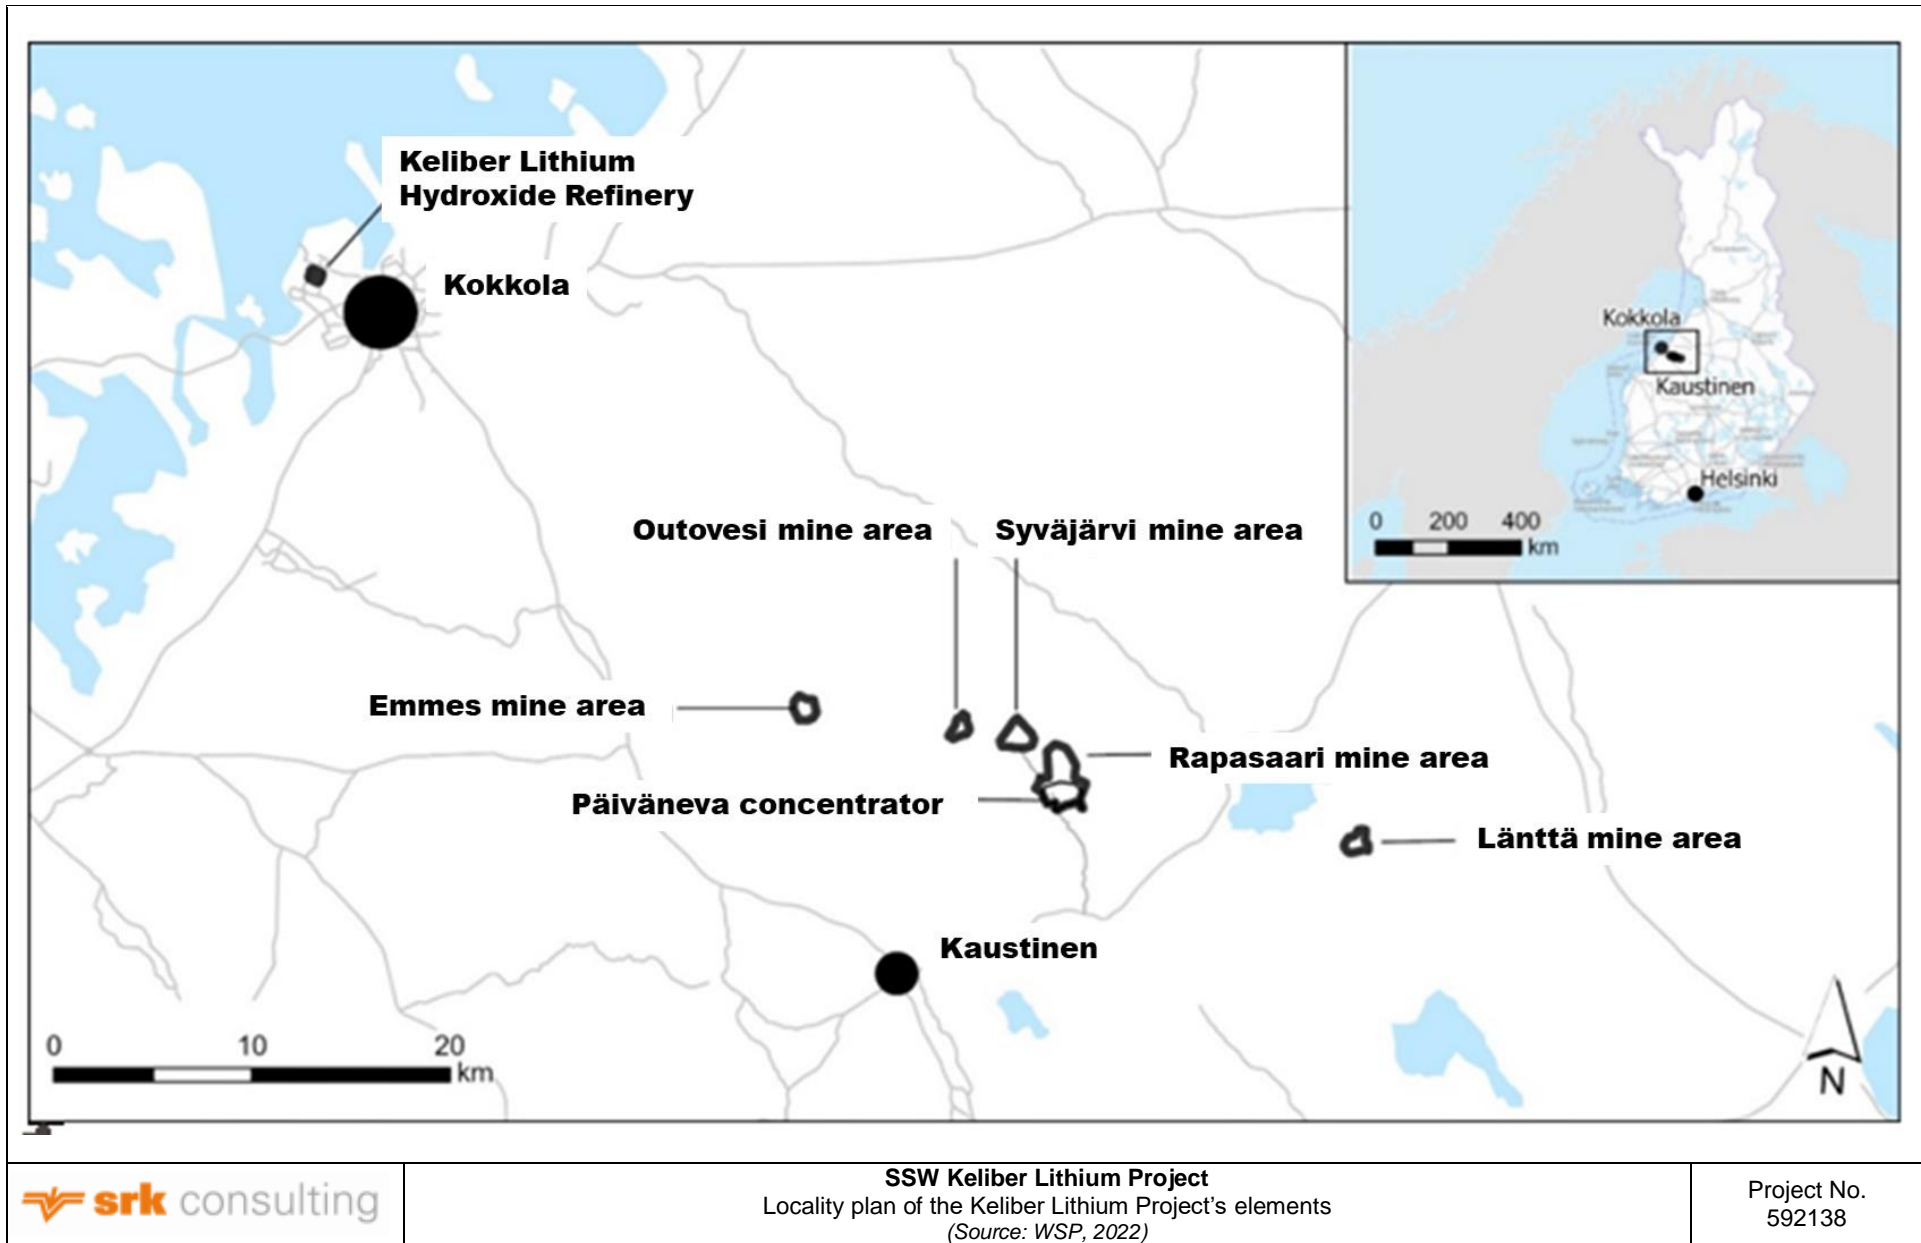 Keliber Lithium
Hydroxide Refinery
Kokkola
Kokkola
Kaustinen
Helsinki
0 200 400
km
Outovesi mine area
Syväjärvi mine area
Emmes mine area
Rapasaari mine area
Päiväneva concentrator
Länttä mine area
Kaustinen
0 10 20
km
N
srk consulting
SSW Keliber Lithium Project
Locality plan of the Keliber Lithium Project’s elements
(Source: WSP, 2022)
Project No.
592138